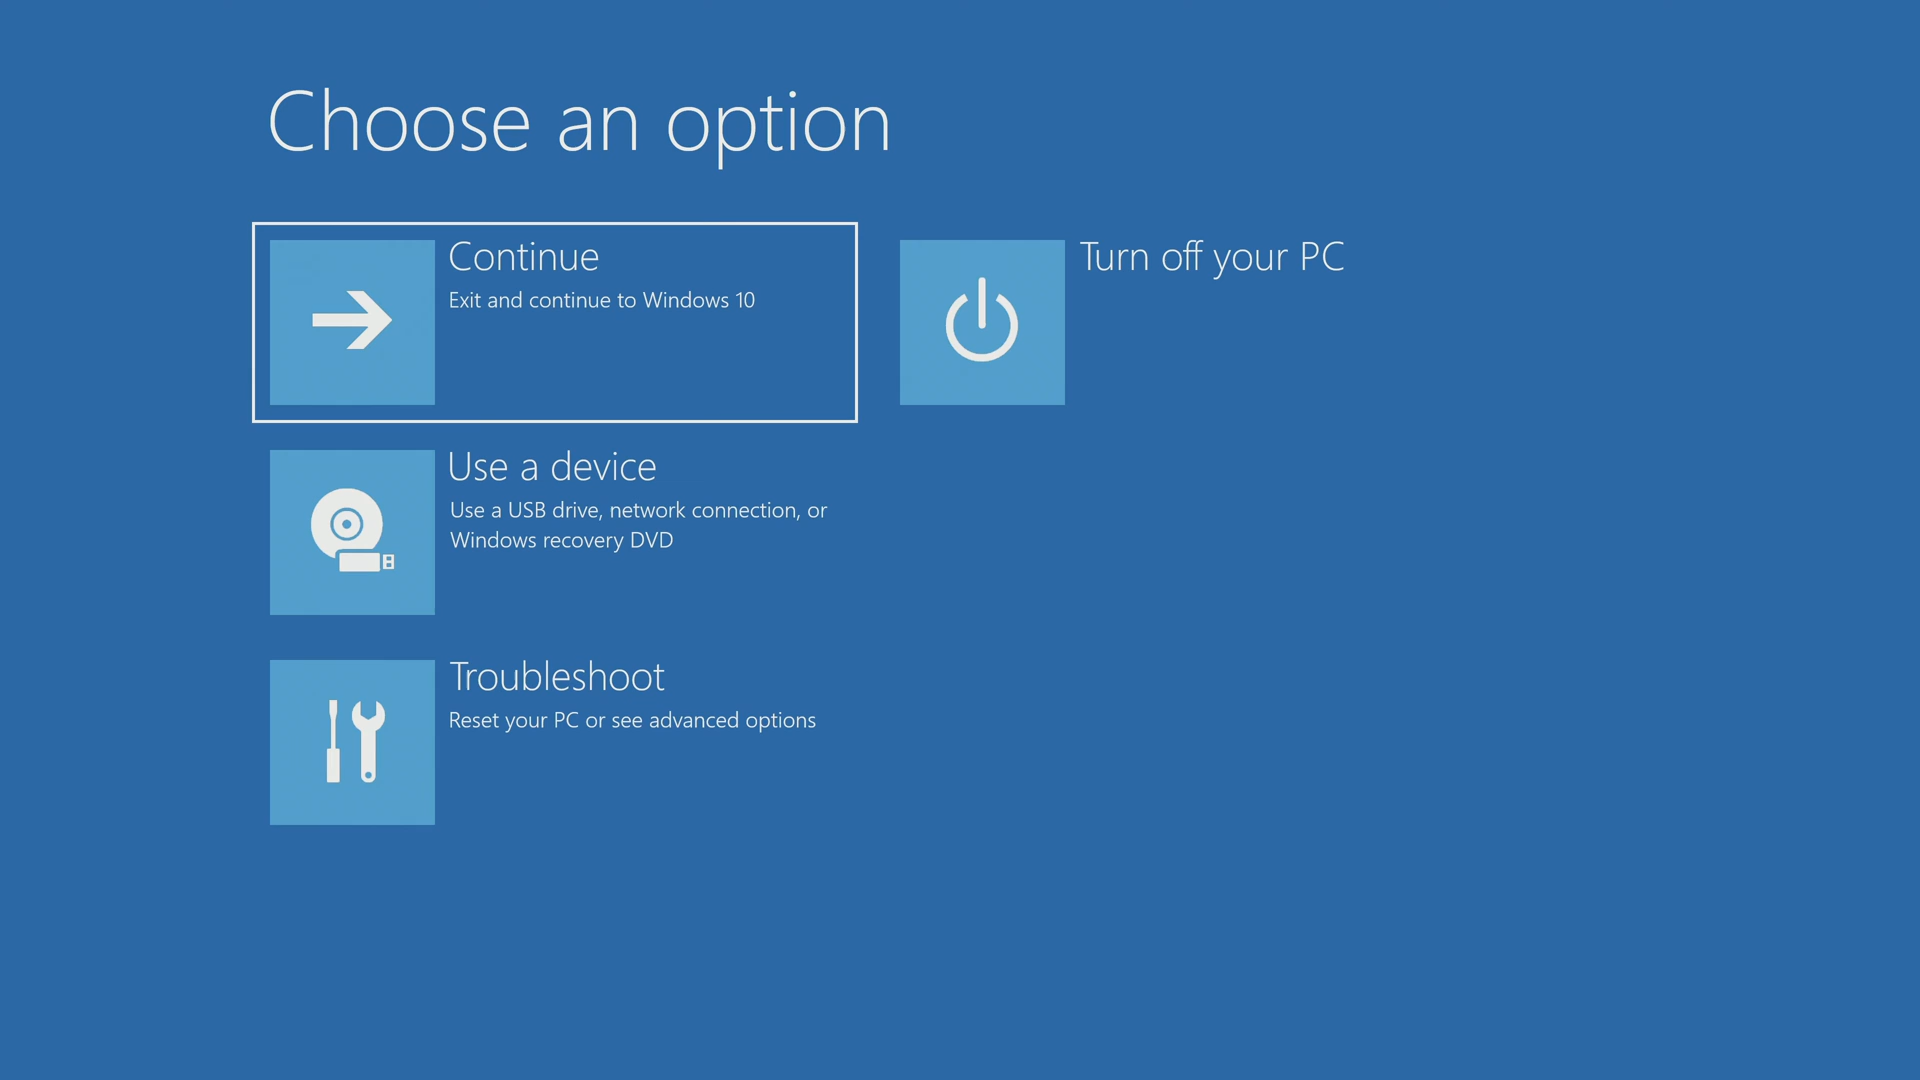 Choose an option
Continue
Exit and continue to Windows 10
Turn off your PC
Use a device
Use a USB drive, network connection, or
Windows recovery DVD
Troubleshoot
Reset your PC or see advanced options